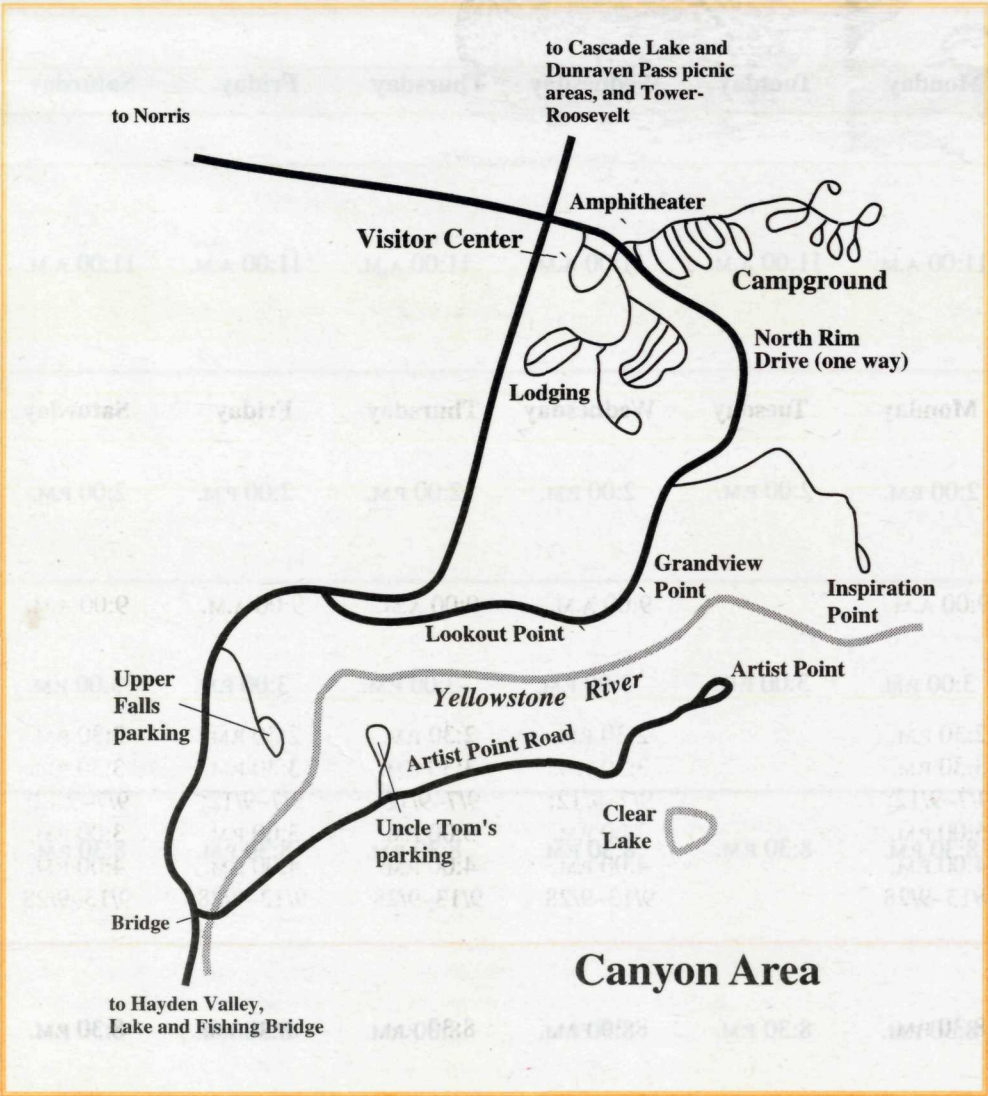 to Cascade Lake and
Dunraven Pass picnic
areas, and Tower-
Roosevelt
to Norris
Amphitheater
Visitor Center
Campground
North Rim
Drive (one way)
Lodging
Grandview
Point
Inspiration
Point
Lookout Point
Artist Point
Upper
Falls
parking
Yellowstone River
Artist Point Road
Uncle Tom's
parking
Clear
Lake
Bridge
Canyon Area
to Hayden Valley,
Lake and Fishing Bridge